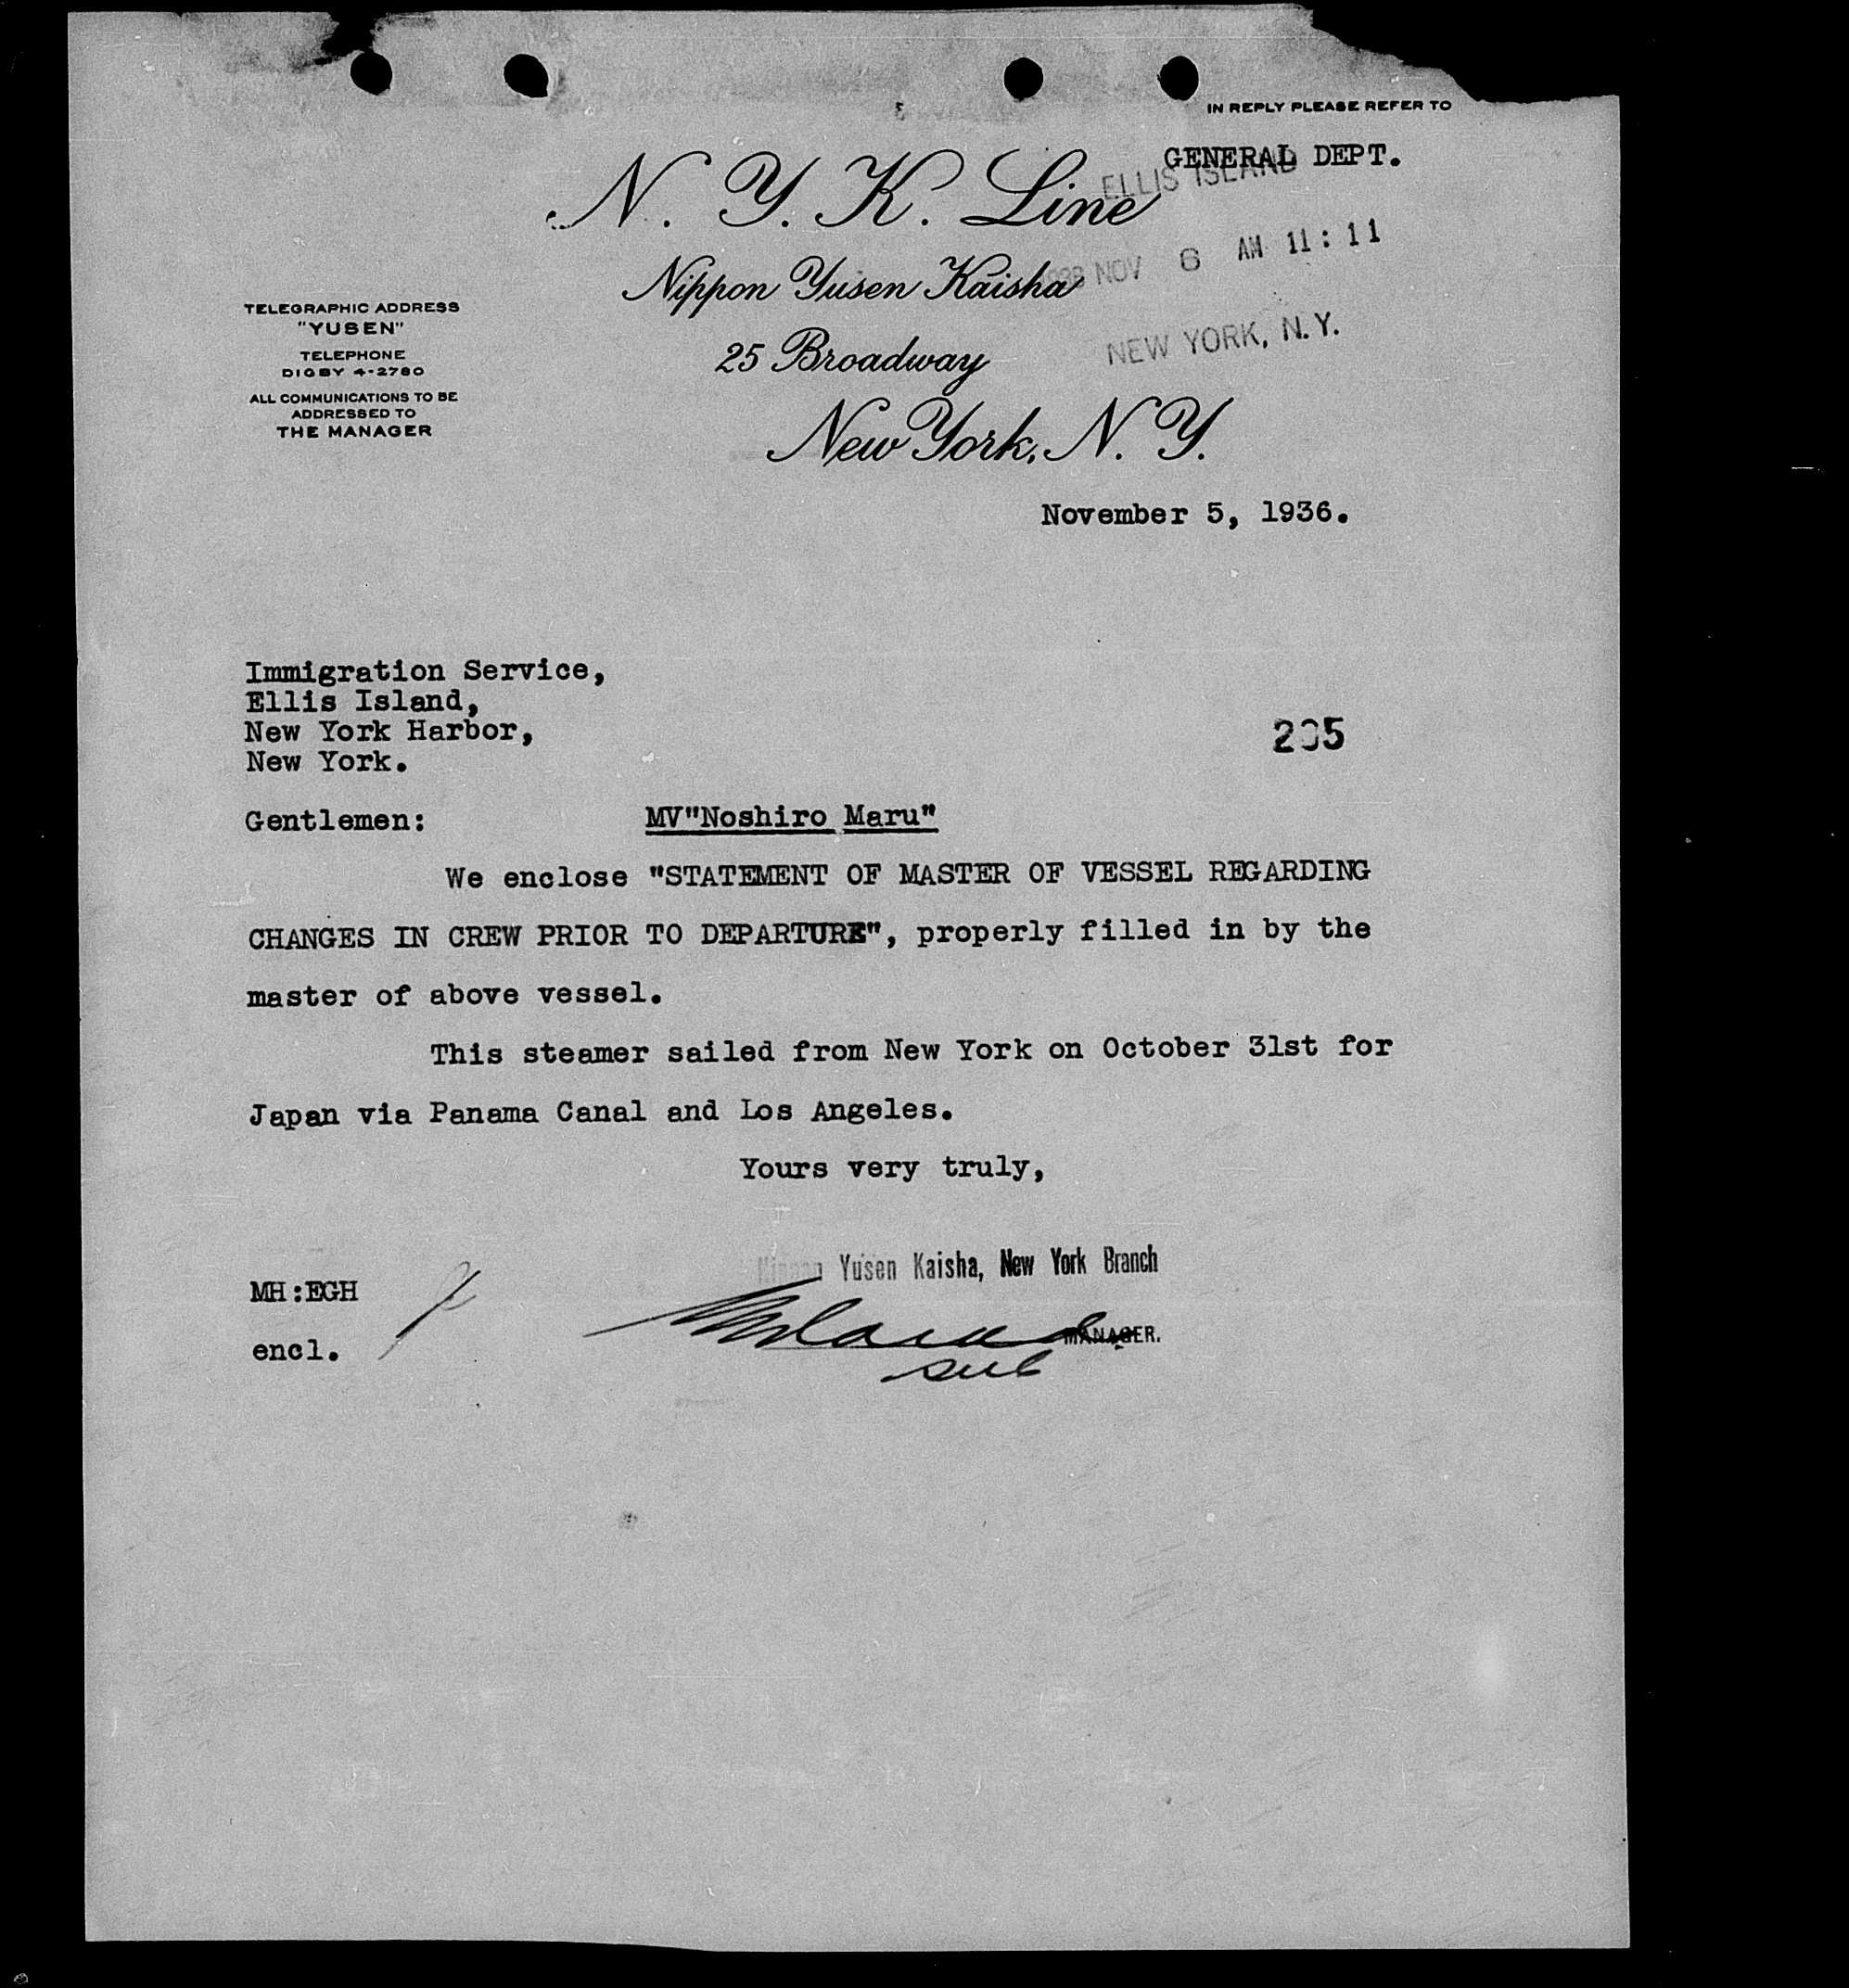 IN REPLY PLEASE REFER TO
GENERAL DEPT.
ELLIS ISLAND
N. Y. K. Line
NOV 6 AM 11:11
Nippon Yusen Kaisha
NEW YORK, N.Y.
25 Broadway
New York, N. Y.
TELEGRAPHIC ADDRESS
"YUSEN"
TELEPHONE
DIGBY 4-2780
ALL COMMUNICATIONS TO BE
ADDRESSED TO
THE MANAGER
November 5, 1936.
Immigration Service,
Ellis Island,
New York Harbor,
New York.
Gentlemen:
MV"Noshiro Maru"
We enclose "STATEMENT OF MASTER OF VESSEL REGARDING
CHANGES IN CREW PRIOR TO DEPARTURE", properly filled in by the
master of above vessel.
This steamer sailed from New York on October 31st for
Japan via Panama Canal and Los Angeles.
Yours very truly,
Nippon Yusen Kaisha, New York Branch
MANAGER.
sub
MH:EGH
encl.